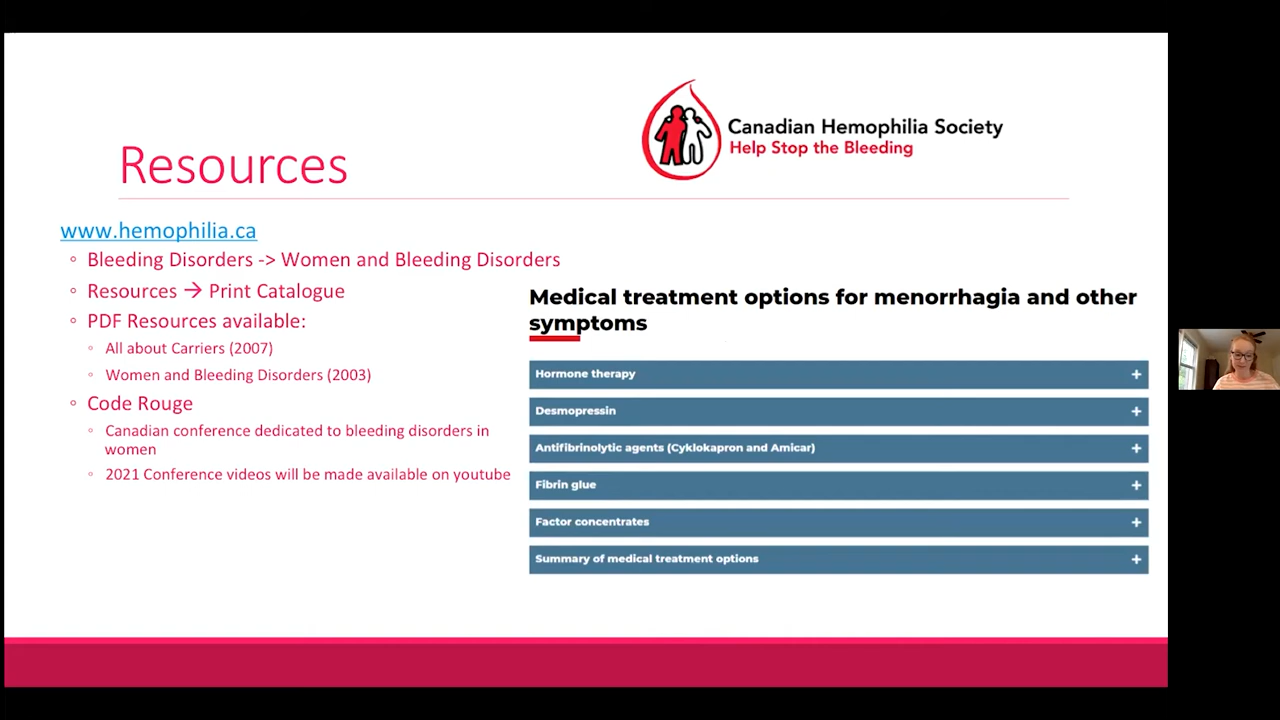 Canadian Hemophilia Society
Help Stop the Bleeding
Resources
www.hemophilia.ca
Bleeding Disorders -> Women and Bleeding Disorders
Resources → Print Catalogue
PDF Resources available:
All about Carriers (2007)
Women and Bleeding Disorders (2003)
Code Rouge
Canadian conference dedicated to bleeding disorders in
women
2021 Conference videos will be made available on youtube
Medical treatment options for menorrhagia and other
symptoms
Hormone therapy +
Desmopressin +
Antifibrinolytic agents (Cyklokapron and Amicar) +
Fibrin glue +
Factor concentrates +
Summary of medical treatment options +